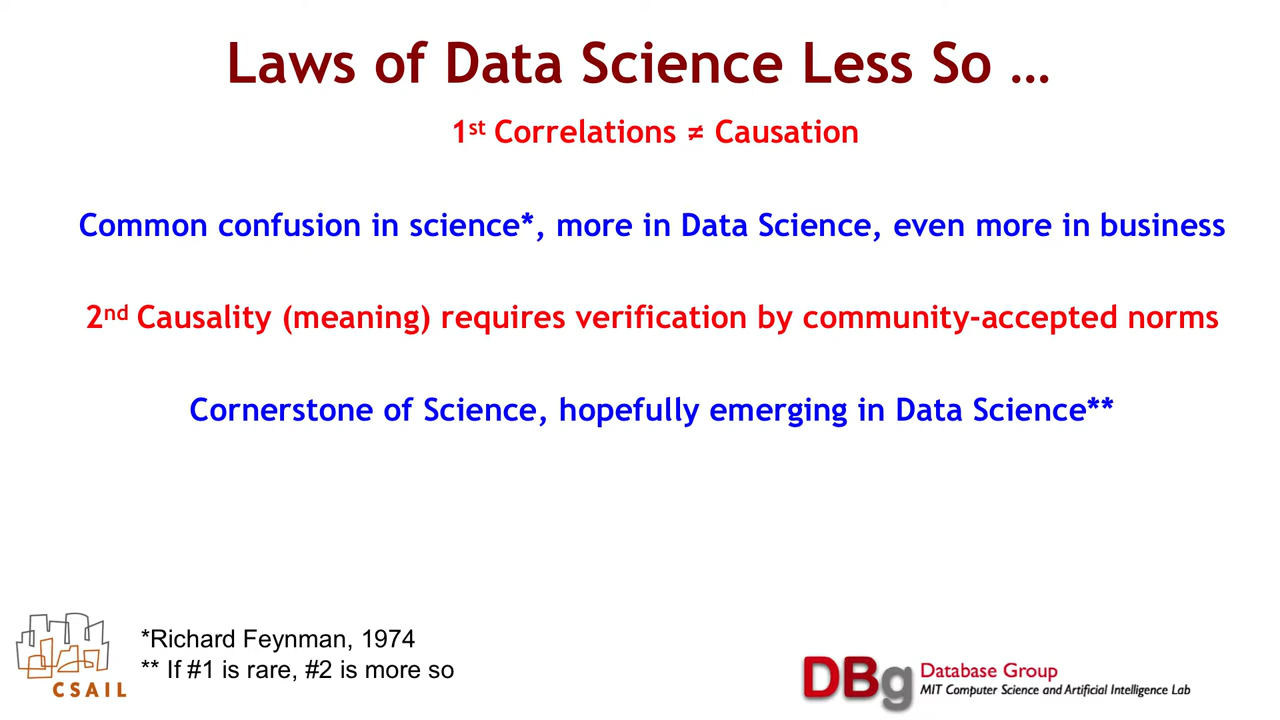 Laws of Data Science Less So …
1st Correlations ≠ Causation
Common confusion in science*, more in Data Science, even more in business
2nd Causality (meaning) requires verification by community-accepted norms
Cornerstone of Science, hopefully emerging in Data Science**
*Richard Feynman, 1974
** If #1 is rare, #2 is more so
CSAIL
DBg
Database Group
MIT Computer Science and Artificial Intelligence Lab